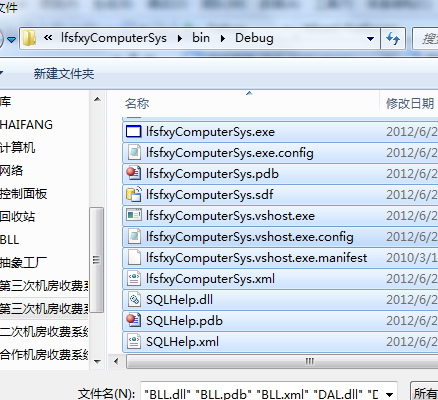 文件
« lfsfxyComputerSys ▸ bin ▸ Debug
搜
新建文件夹
库
HAIFANG
计算机
网络
控制面板
回收站
BLL
抽象工厂
第三次机房收费系
第三次机房收费系
二次机房收费系统
合作机房收费系统
名称 修改日期
lfsfxyComputerSys.exe 2012/6/2
lfsfxyComputerSys.exe.config 2012/6/2
lfsfxyComputerSys.pdb 2012/6/2
lfsfxyComputerSys.sdf 2012/6/2
lfsfxyComputerSys.vshost.exe 2012/6/2
lfsfxyComputerSys.vshost.exe.config 2012/6/2
lfsfxyComputerSys.vshost.exe.manifest 2010/3/1
lfsfxyComputerSys.xml 2012/6/2
SQLHelp.dll 2012/6/2
SQLHelp.pdb 2012/6/2
SQLHelp.xml 2012/6/2
文件名(N): "BLL.dll" "BLL.pdb" "BLL.xml" "DAL.dll" "D 所有